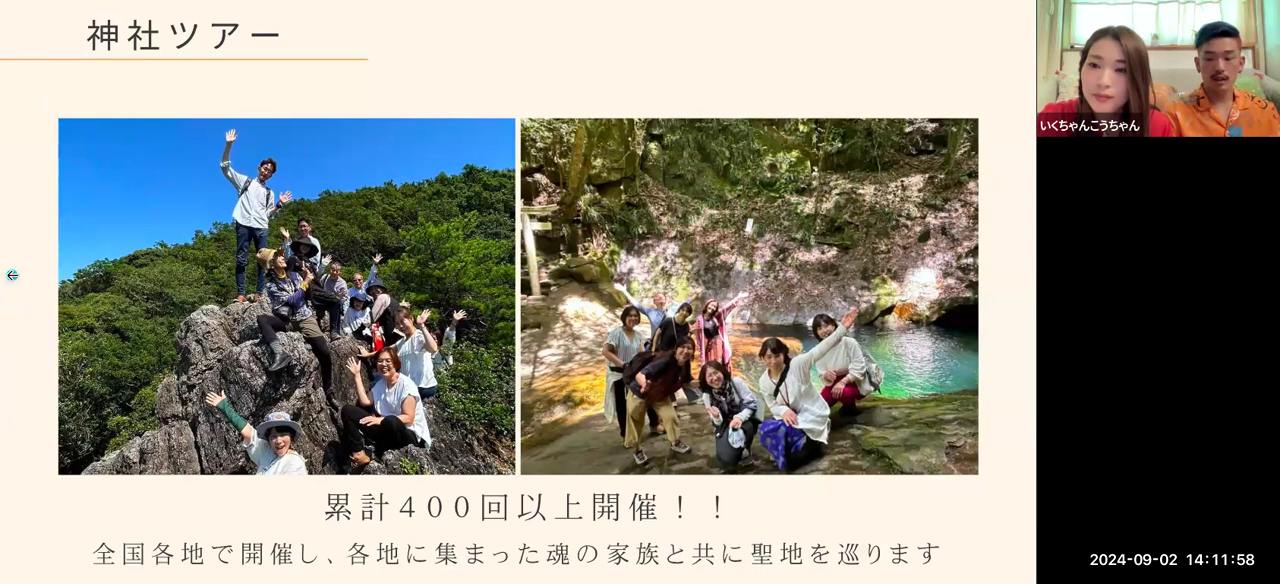 神社ツアー
いくちゃんこうちゃん
累計400回以上開催！！
全国各地で開催し、各地に集まった魂の家族と共に聖地を巡ります
2024-09-02 14:11:58